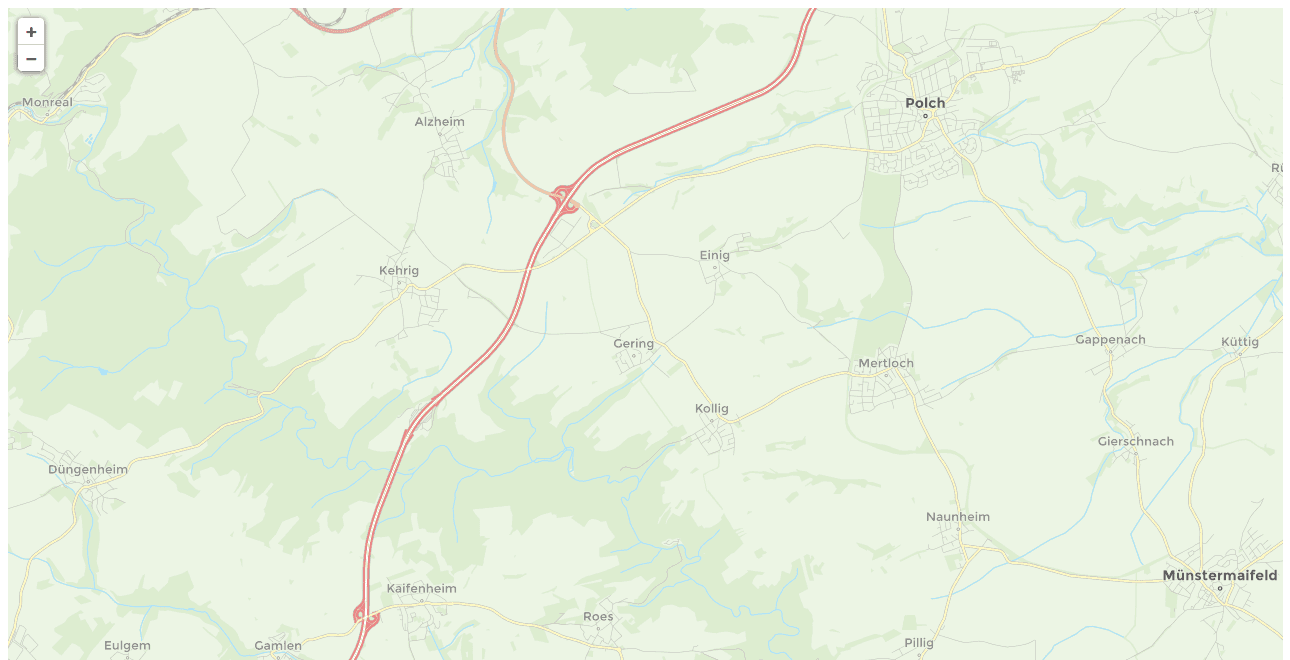 +
−
Monreal
Polch
Alzheim
Einig
Kehrig
Gappenach
Küttig
Gering
Mertloch
Kollig
Gierschnach
Düngenheim
Naunheim
Münstermaifeld
Kaifenheim
Roes
Pillig
Eulgem
Gamlen